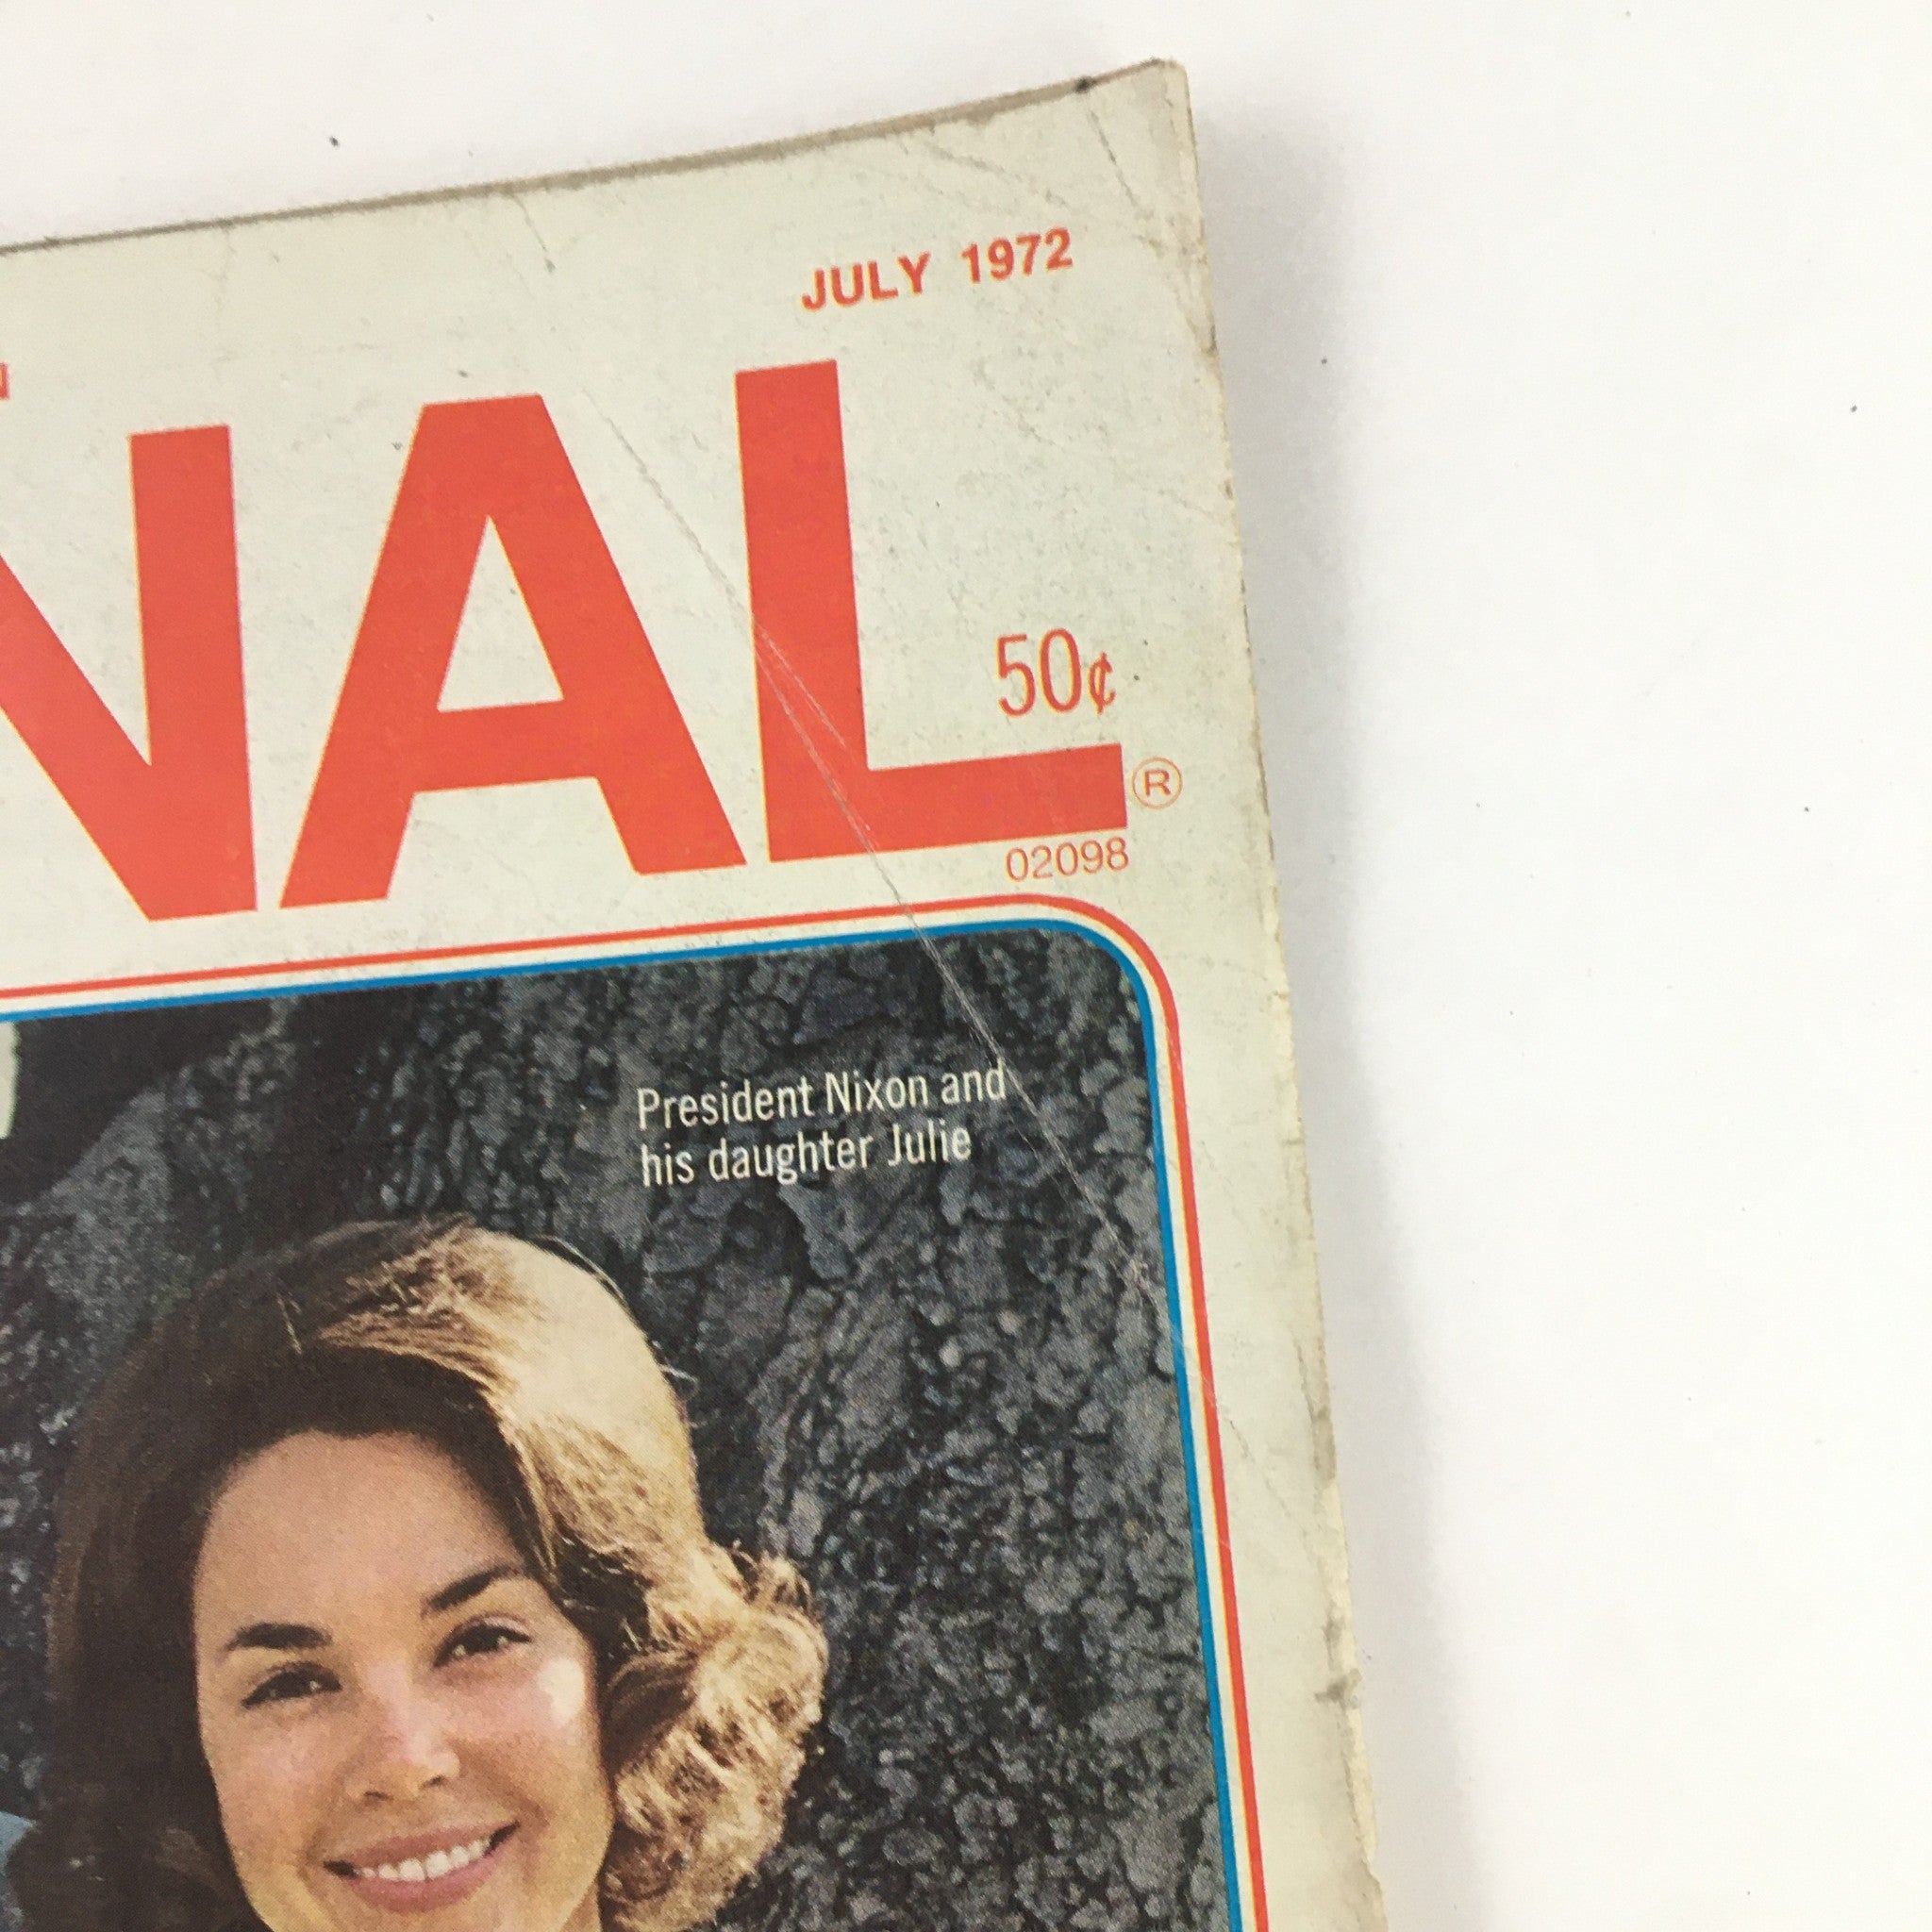 JULY 1972
N
NAL
50¢
®
02098
President Nixon and
his daughter Julie